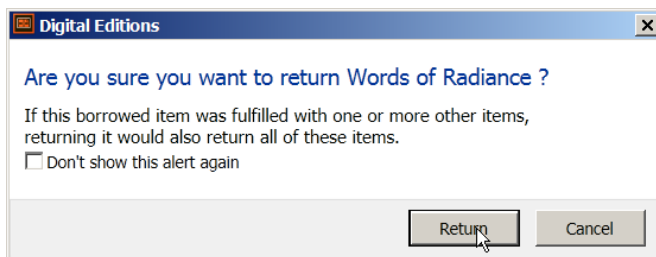 Digital Editions
Are you sure you want to return Words of Radiance ?
If this borrowed item was fulfilled with one or more other items,
returning it would also return all of these items.
Don't show this alert again
Return Cancel